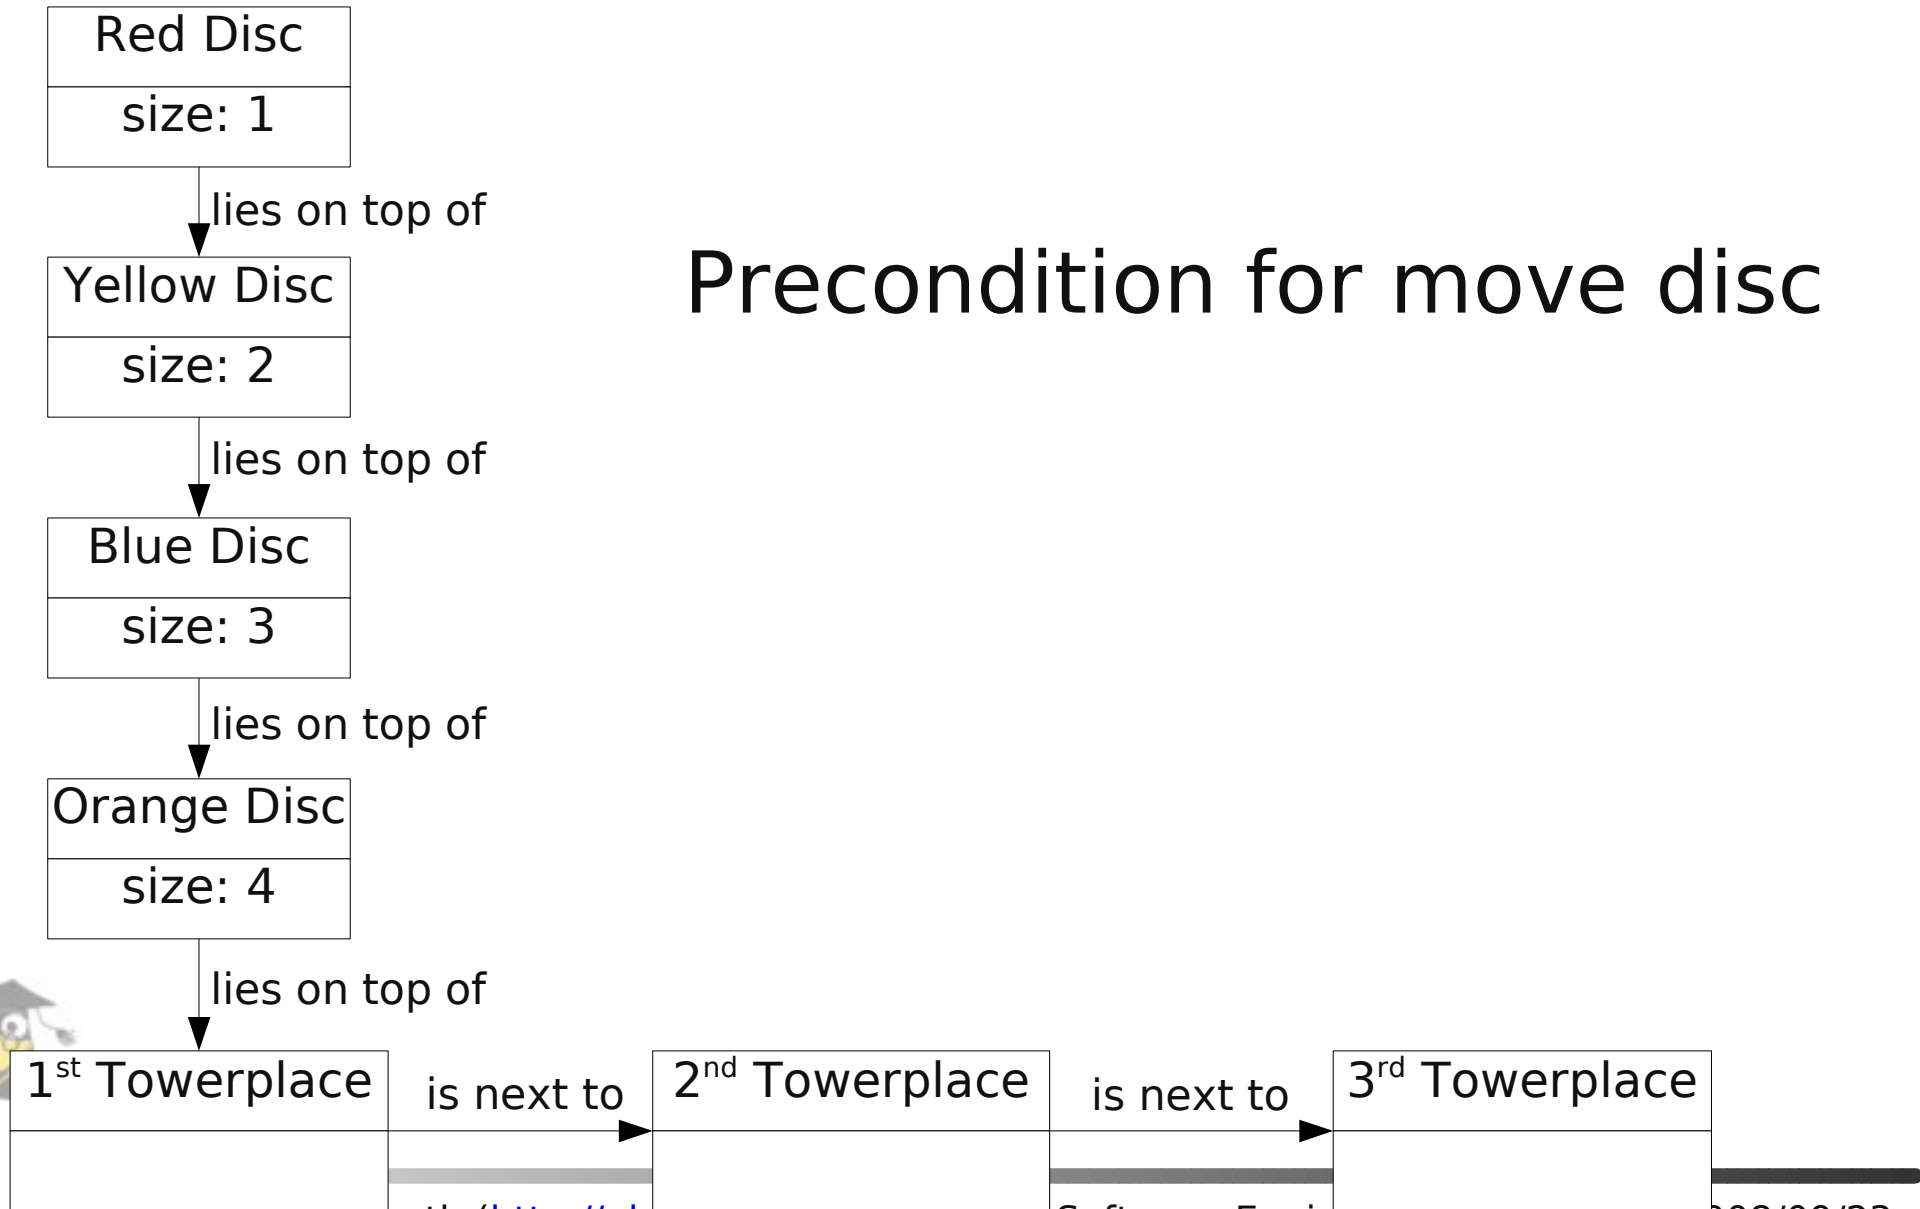 Red Disc
size: 1
lies on top of
Precondition for move disc
Yellow Disc
size: 2
lies on top of
Blue Disc
size: 3
lies on top of
Orange Disc
size: 4
lies on top of
1st Towerplace
is next to
2nd Towerplace
is next to
3rd Towerplace